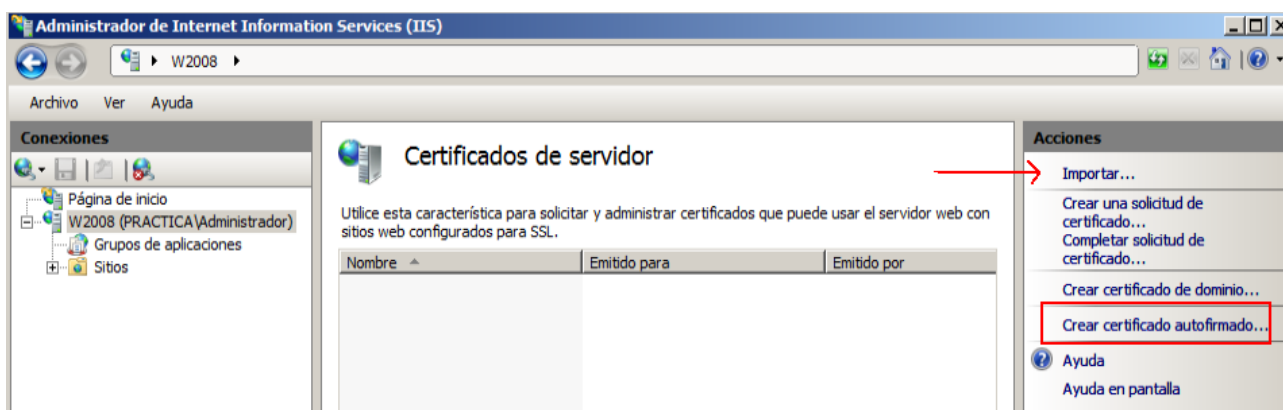 Administrador de Internet Information Services (IIS)
W2008
Archivo Ver Ayuda
Conexiones
Página de inicio
W2008 (PRACTICA\Administrador)
Grupos de aplicaciones
Sitios
Certificados de servidor
Utilice esta característica para solicitar y administrar certificados que puede usar el servidor web con
sitios web configurados para SSL.
Nombre Emitido para Emitido por
Acciones
Importar...
Crear una solicitud de
certificado...
Completar solicitud de
certificado...
Crear certificado de dominio...
Crear certificado autofirmado...
Ayuda
Ayuda en pantalla